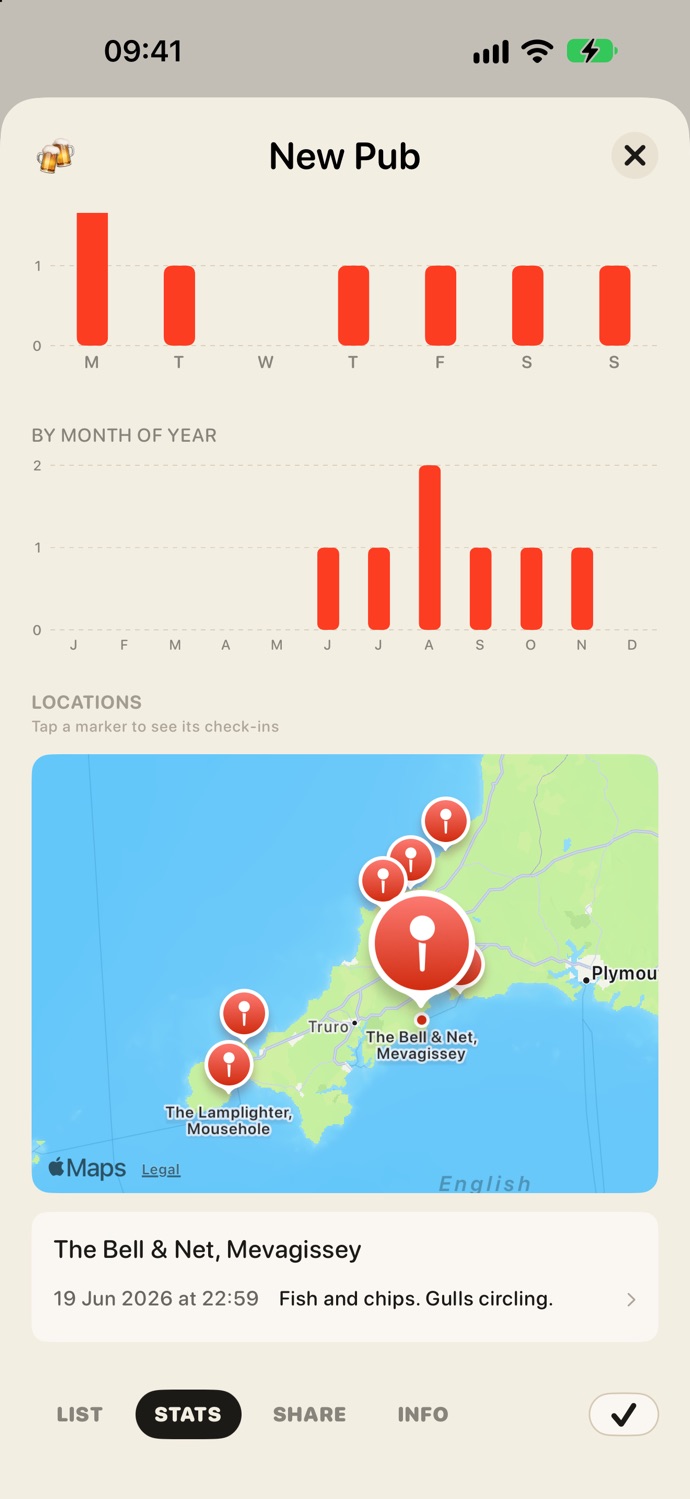 09:41
New Pub
1
0
M T W T F S S
BY MONTH OF YEAR
2
1
0
J F M A M J J A S O N D
LOCATIONS
Tap a marker to see its check-ins
Plymou
Truro
The Bell & Net,
Mevagissey
The Lamplighter,
Mousehole
Maps Legal
English
The Bell & Net, Mevagissey
19 Jun 2026 at 22:59 Fish and chips. Gulls circling.
LIST STATS SHARE INFO